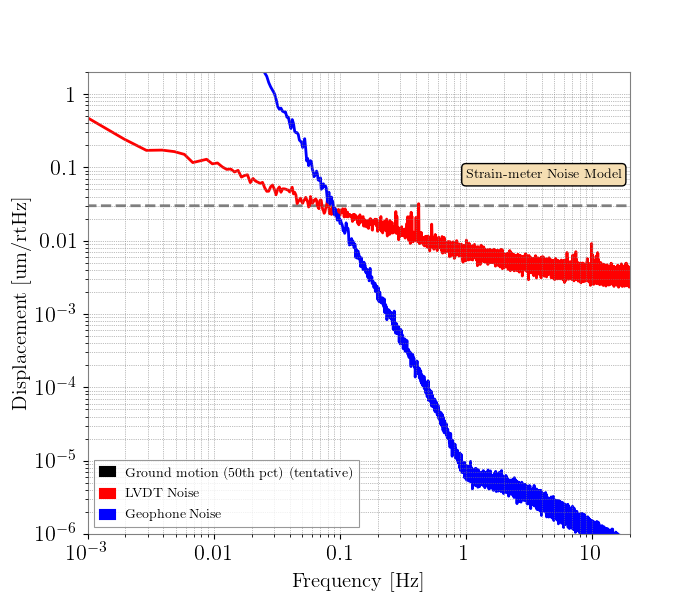 1
0.1
0.01
10⁻³
10⁻⁴
10⁻⁵
10⁻⁶
Displacement [um/rtHz]
Strain-meter Noise Model
Ground motion (50th pct) (tentative)
LVDT Noise
Geophone Noise
10⁻³ 0.01 0.1 1 10
Frequency [Hz]